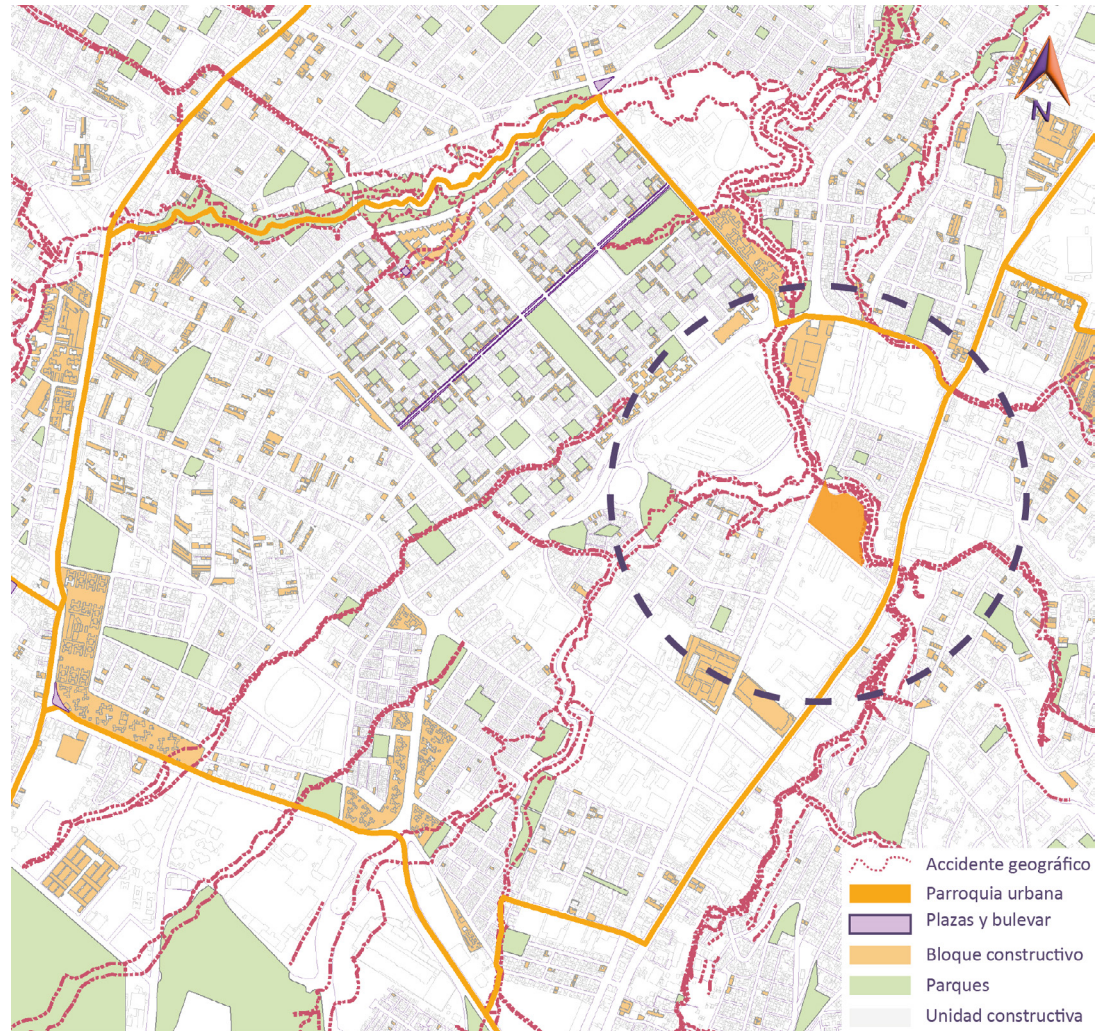 N
Accidente geográfico
Parroquia urbana
Plazas y bulevar
Bloque constructivo
Parques
Unidad constructiva